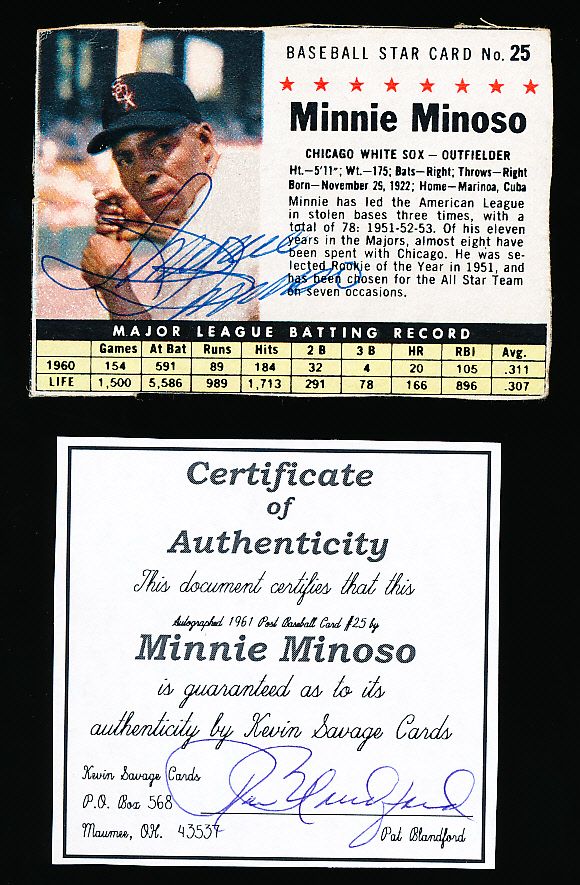 BASEBALL STAR CARD No. 25
Minnie Minoso
CHICAGO WHITE SOX – OUTFIELDER
Ht.–5'11"; Wt.–175; Bats–Right; Throws–Right
Born–November 29, 1922; Home–Marinoa, Cuba
Minnie has led the American League
in stolen bases three times, with a
total of 78: 1951-52-53. Of his eleven
years in the Majors, almost eight have
been spent with Chicago. He was se-
lected Rookie of the Year in 1951, and
has been chosen for the All Star Team
on seven occasions.
SOX
Minnie
Minoso
MAJOR LEAGUE BATTING RECORD
Games At Bat Runs Hits 2 B 3 B HR RBI Avg.
1960 154 591 89 184 32 4 20 105 .311
LIFE 1,500 5,586 989 1,713 291 78 166 896 .307
Certificate
of
Authenticity
This document certifies that this
Autographed 1961 Post Baseball Card #25 by
Minnie Minoso
is guaranteed as to its
authenticity by Kevin Savage Cards
Kevin Savage Cards
P.O. Box 568
Maumee, OH. 43537
Pat Blandford
Pat Blandford